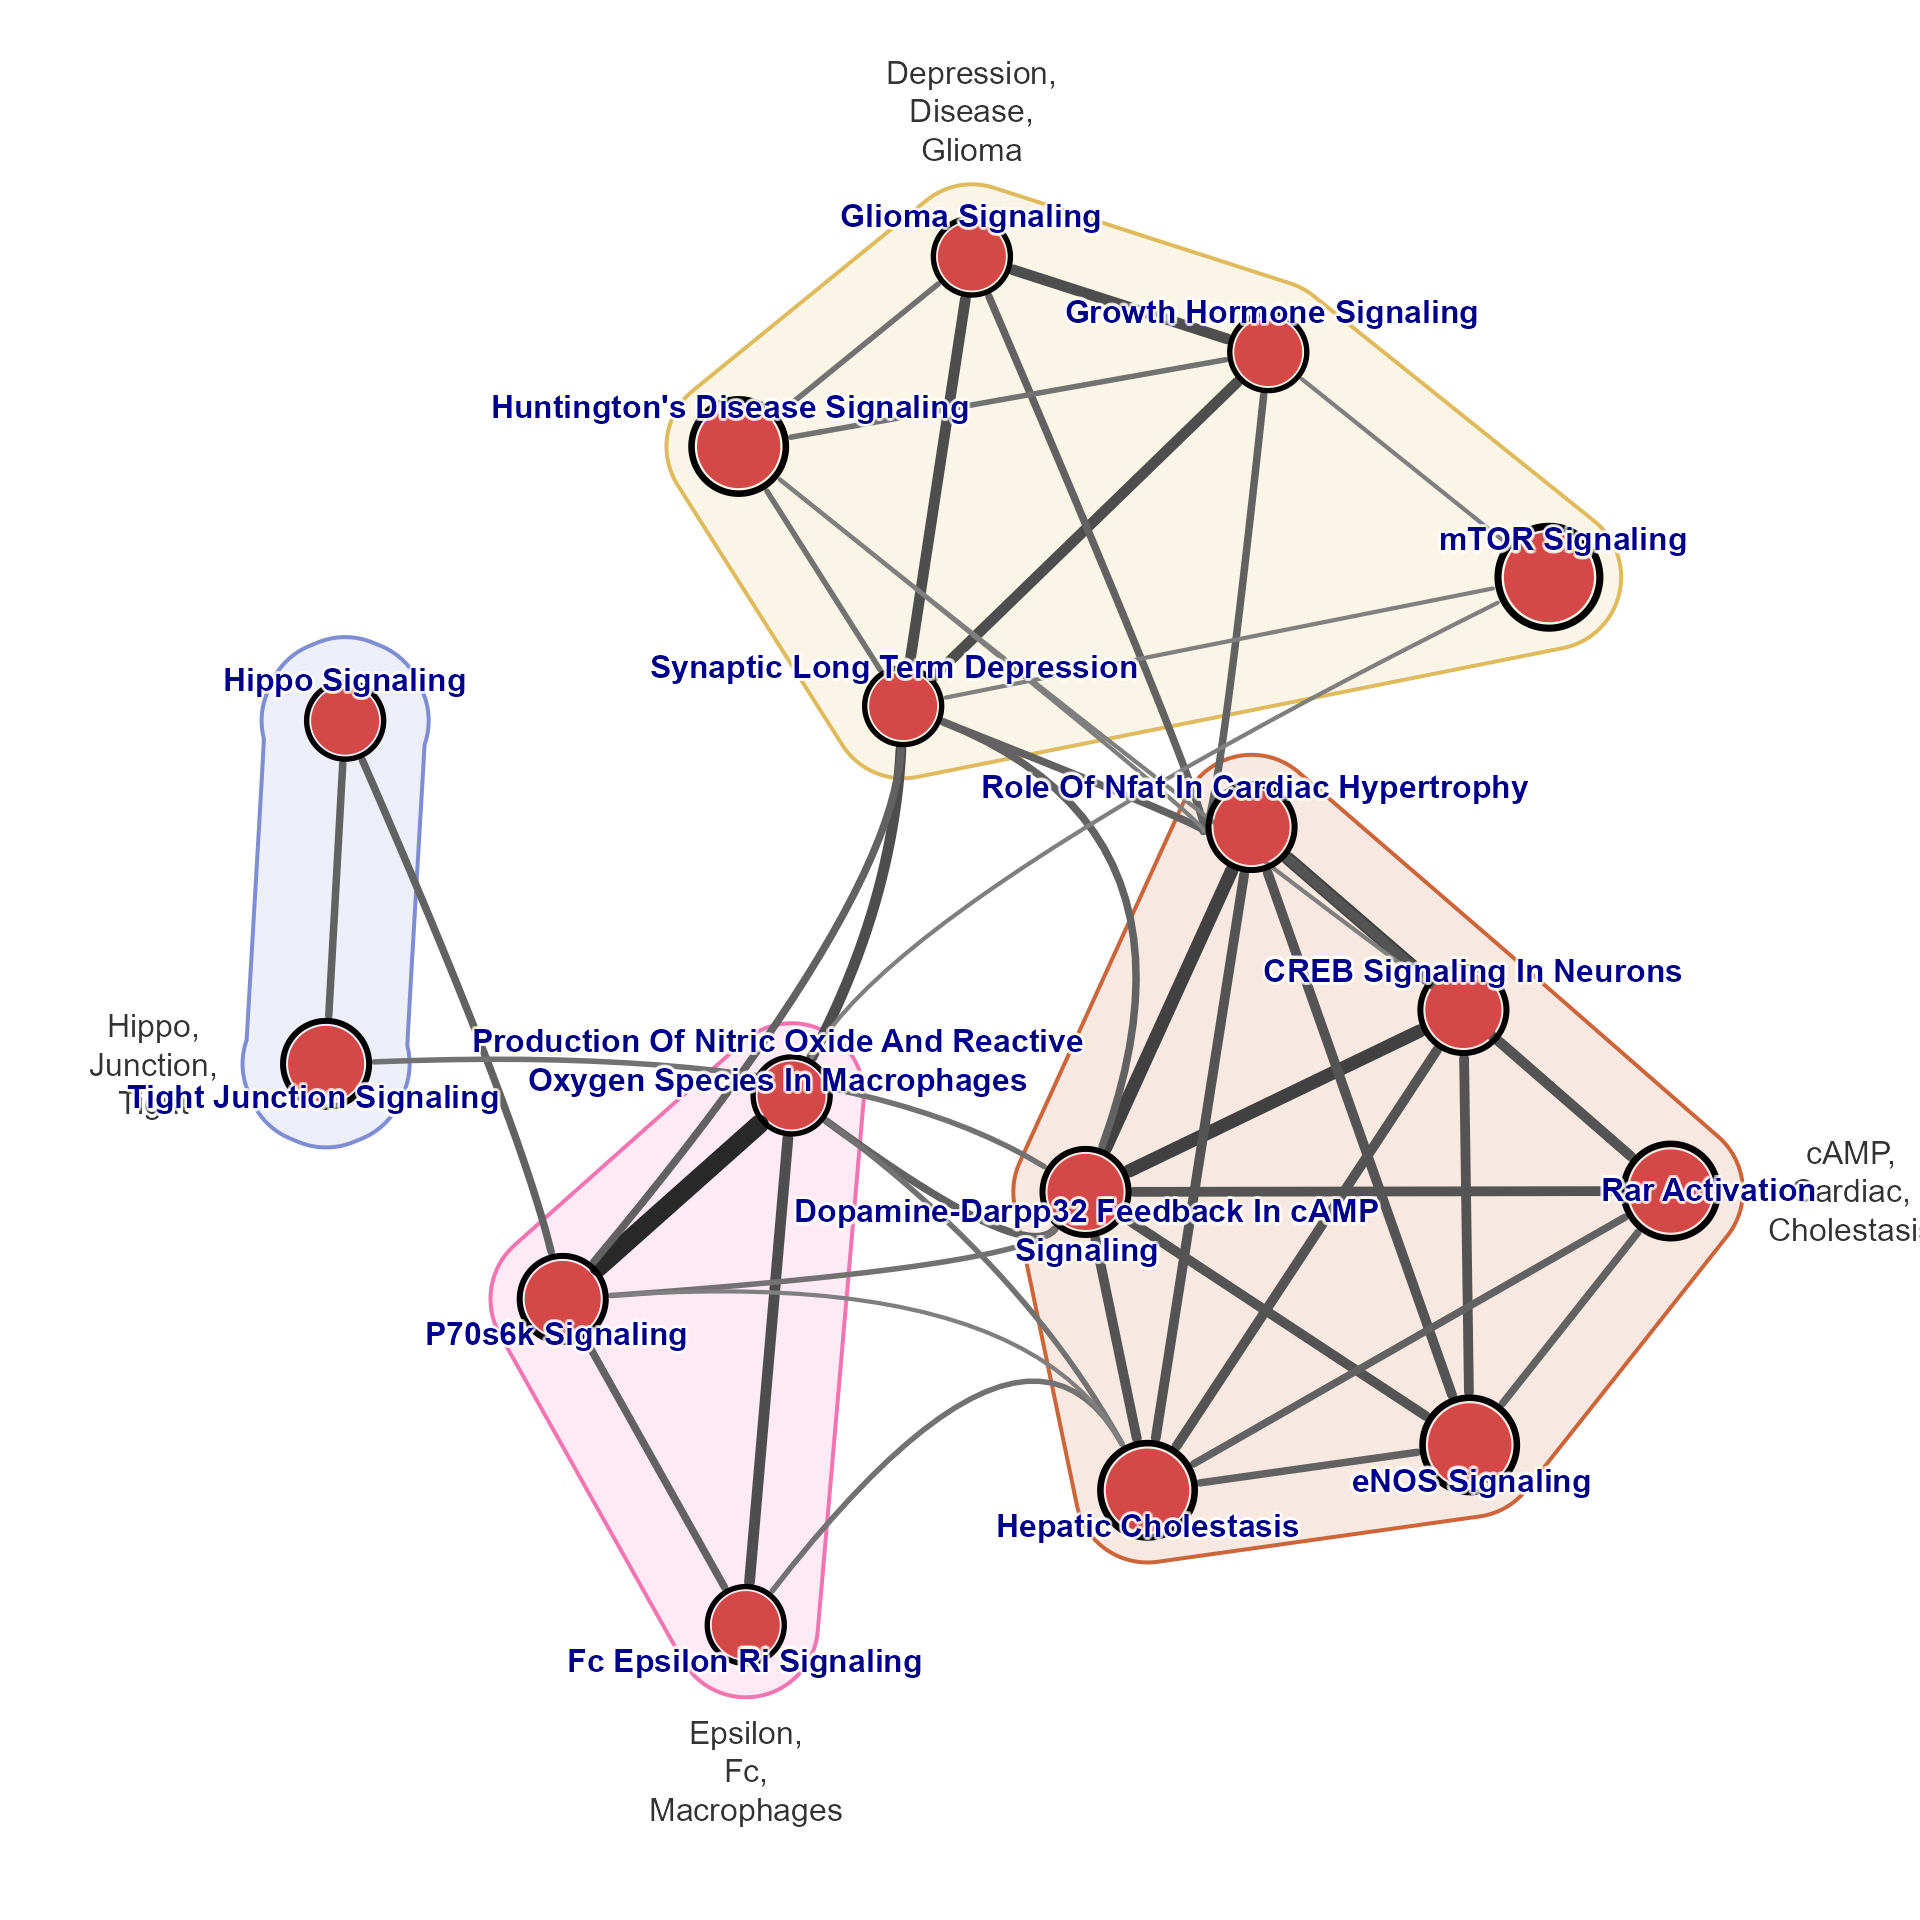 Depression,
Disease,
Glioma
Glioma Signaling
Growth Hormone Signaling
Huntington's Disease Signaling
mTOR Signaling
Synaptic Long Term Depression
Hippo Signaling
Role Of Nfat In Cardiac Hypertrophy
CREB Signaling In Neurons
Hippo,
Junction,
Tight
Tight Junction Signaling
Production Of Nitric Oxide And Reactive
Oxygen Species In Macrophages
cAMP,
Cardiac,
Cholestasis
Rar Activation
Dopamine-Darpp32 Feedback In cAMP
Signaling
P70s6k Signaling
eNOS Signaling
Hepatic Cholestasis
Fc Epsilon Ri Signaling
Epsilon,
Fc,
Macrophages